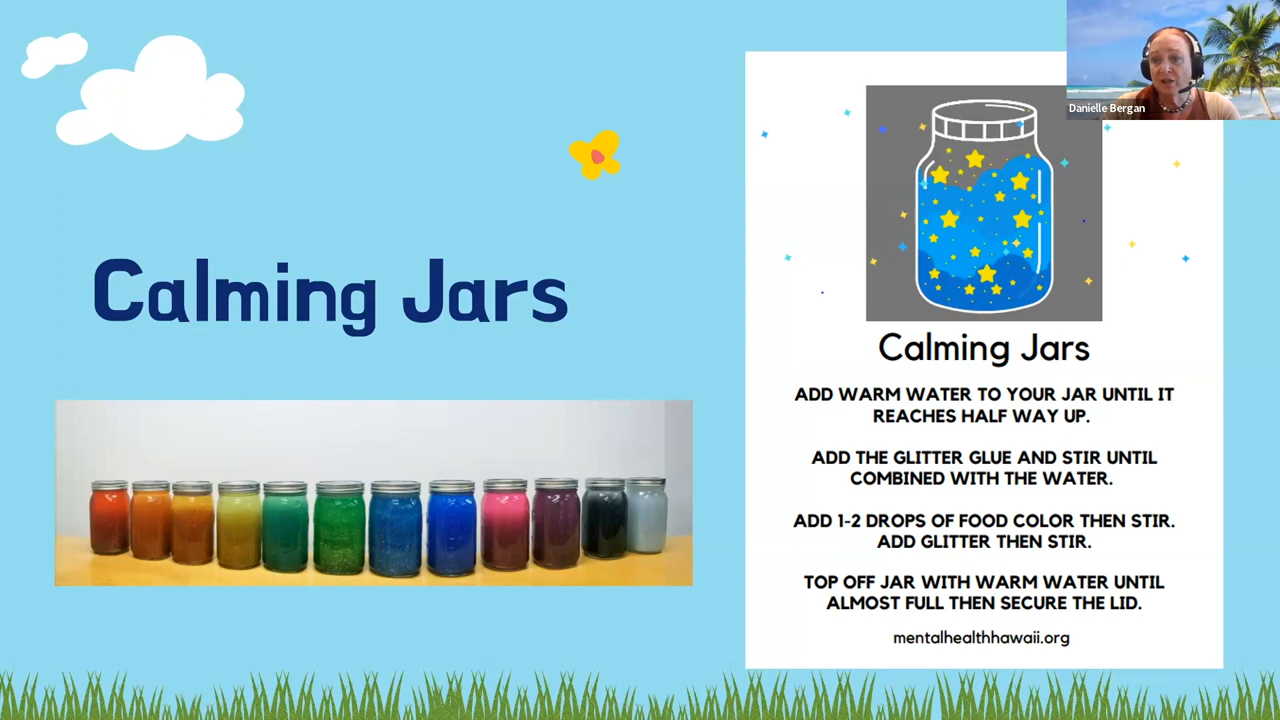 Danielle Bergan
Calming Jars
Calming Jars
ADD WARM WATER TO YOUR JAR UNTIL IT
REACHES HALF WAY UP.
ADD THE GLITTER GLUE AND STIR UNTIL
COMBINED WITH THE WATER.
ADD 1-2 DROPS OF FOOD COLOR THEN STIR.
ADD GLITTER THEN STIR.
TOP OFF JAR WITH WARM WATER UNTIL
ALMOST FULL THEN SECURE THE LID.
mentalhealthhawaii.org